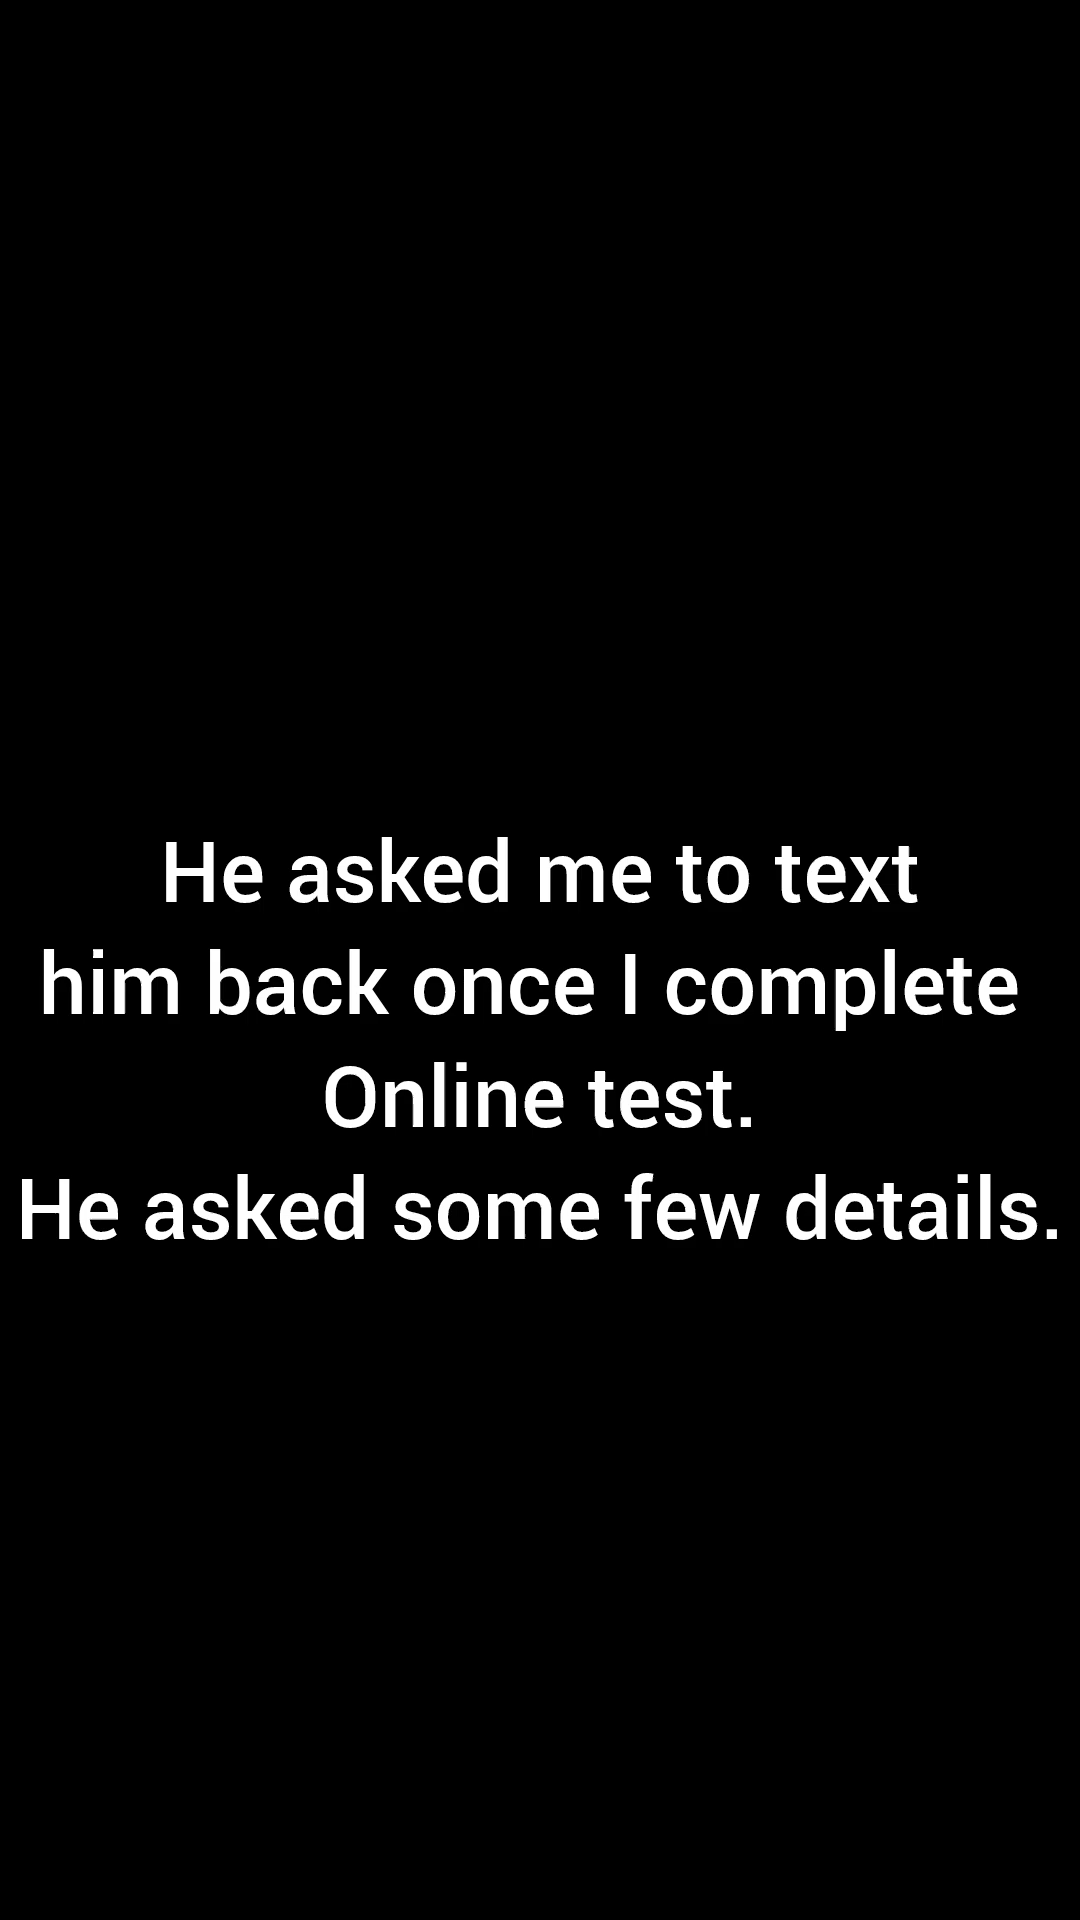 He asked me to text
him back once I complete
Online test.
He asked some few details.